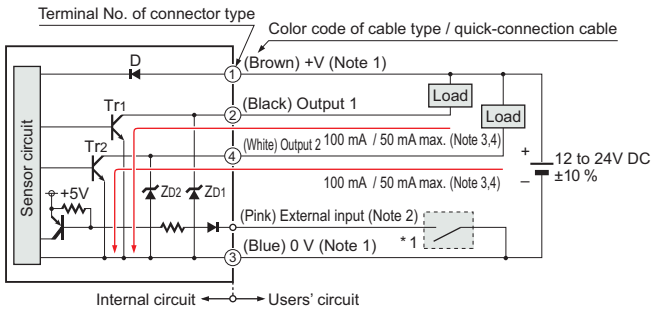 Terminal No. of connector type
Color code of cable type / quick-connection cable
D
1
(Brown) +V (Note 1)
Tr1
2
(Black) Output 1
Load
Load
Tr2
4
(White) Output 2
100 mA / 50 mA max. (Note 3,4)
100 mA / 50 mA max. (Note 3,4)
+
–
12 to 24V DC
±10 %
Sensor circuit
+5V
ZD2
ZD1
(Pink) External input (Note 2)
* 1
3
(Blue) 0 V (Note 1)
Internal circuit
Users' circuit